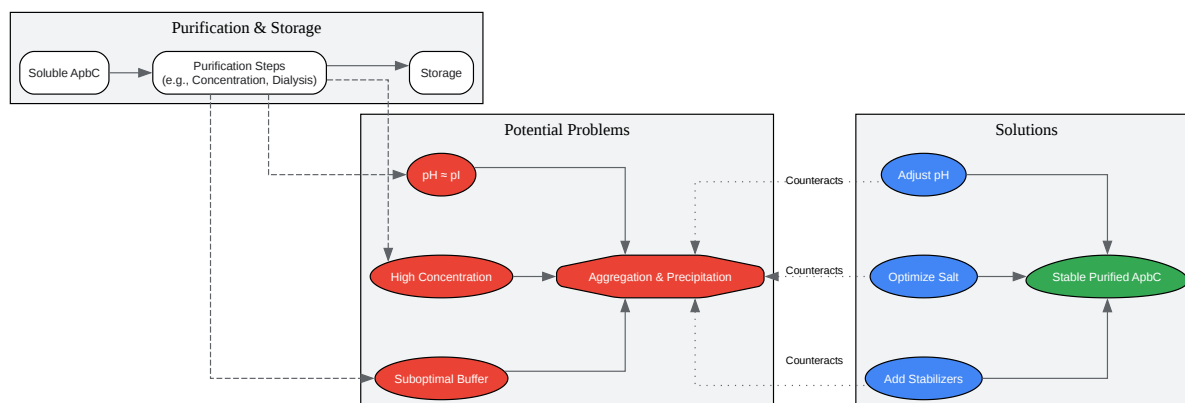 Purification & Storage
Soluble ApbC
Purification Steps
(e.g., Concentration, Dialysis)
Storage
Potential Problems
Solutions
pH ≈ pI
Counteracts
Adjust pH
High Concentration
Aggregation & Precipitation
Counteracts
Optimize Salt
Stable Purified ApbC
Suboptimal Buffer
Counteracts
Add Stabilizers